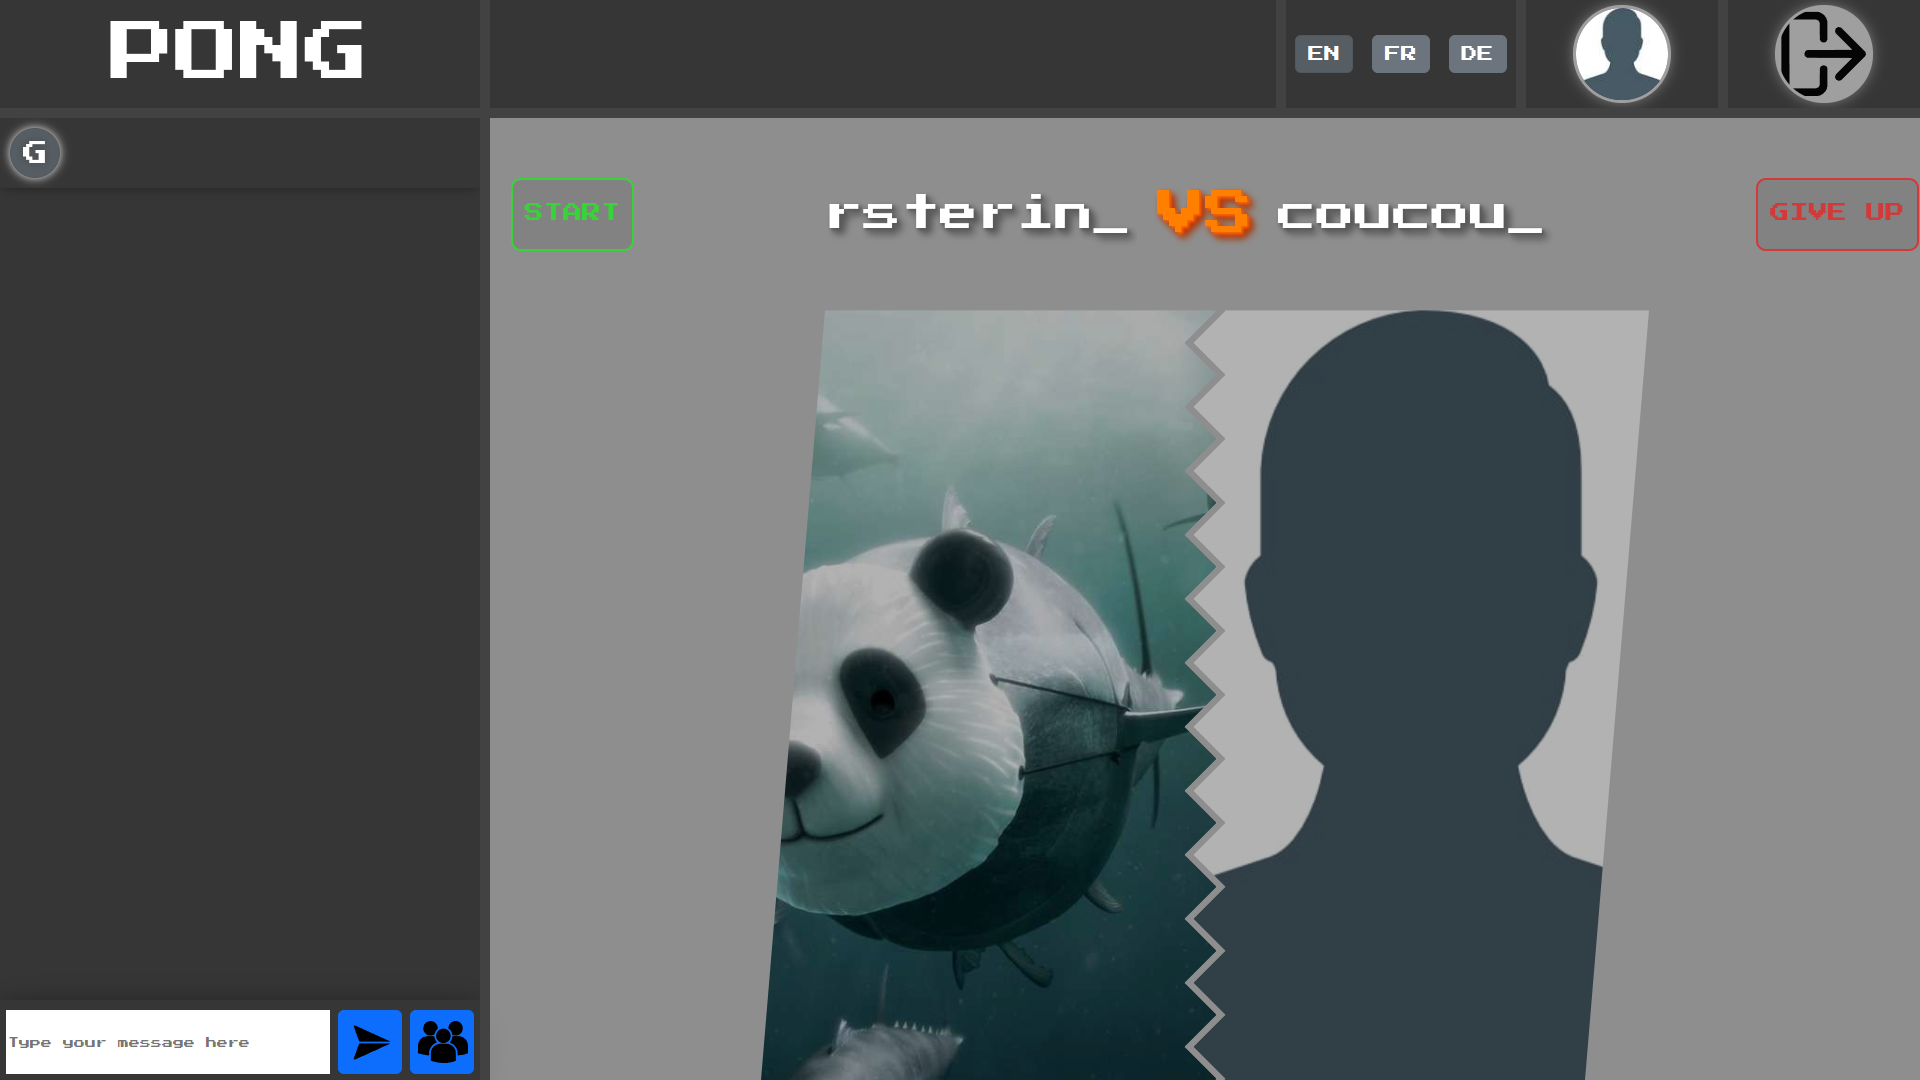 PONG
EN FR DE
G
START
rsterin_ VS coucou_
GIVE UP
Type your message here